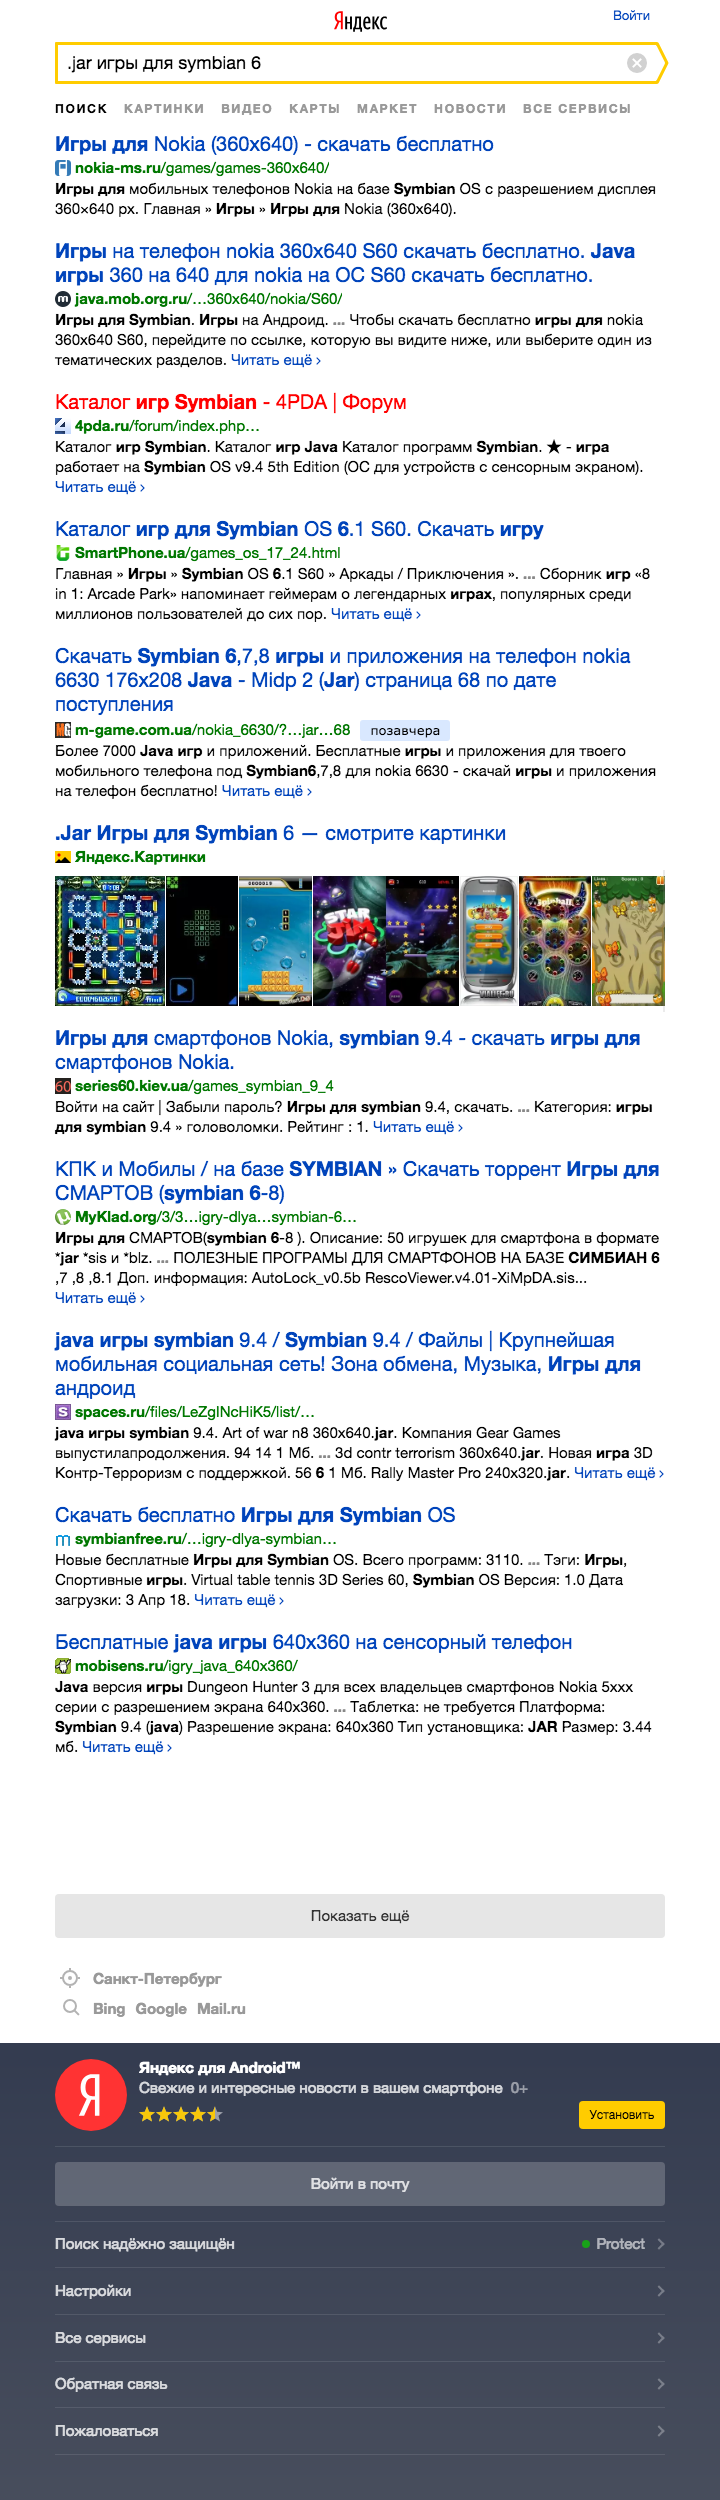 Яндекс
Войти
.jar игры для symbian 6
ПОИСК КАРТИНКИ ВИДЕО КАРТЫ МАРКЕТ НОВОСТИ ВСЕ СЕРВИСЫ
Игры для Nokia (360x640) - скачать бесплатно
nokia-ms.ru/games/games-360x640/
Игры для мобильных телефонов Nokia на базе Symbian OS с разрешением дисплея
360×640 px. Главная » Игры » Игры для Nokia (360x640).
Игры на телефон nokia 360x640 S60 скачать бесплатно. Java
игры 360 на 640 для nokia на ОС S60 скачать бесплатно.
java.mob.org.ru/...360x640/nokia/S60/
Игры для Symbian. Игры на Андроид. ... Чтобы скачать бесплатно игры для nokia
360x640 S60, перейдите по ссылке, которую вы видите ниже, или выберите один из
тематических разделов. Читать ещё ›
Каталог игр Symbian - 4PDA | Форум
4pda.ru/forum/index.php...
Каталог игр Symbian. Каталог игр Java Каталог программ Symbian. ★ - игра
работает на Symbian OS v9.4 5th Edition (ОС для устройств с сенсорным экраном).
Читать ещё ›
Каталог игр для Symbian OS 6.1 S60. Скачать игру
SmartPhone.ua/games_os_17_24.html
Главная » Игры » Symbian OS 6.1 S60 » Аркады / Приключения ». ... Сборник игр «8
in 1: Arcade Park» напоминает геймерам о легендарных играх, популярных среди
миллионов пользователей до сих пор. Читать ещё ›
Скачать Symbian 6,7,8 игры и приложения на телефон nokia
6630 176x208 Java - Midp 2 (Jar) страница 68 по дате
поступления
m-game.com.ua/nokia_6630/?...jar...68 позавчера
Более 7000 Java игр и приложений. Бесплатные игры и приложения для твоего
мобильного телефона под Symbian6,7,8 для nokia 6630 - скачай игры и приложения
на телефон бесплатно! Читать ещё ›
.Jar Игры для Symbian 6 — смотрите картинки
Яндекс.Картинки
STAR
JIM
Игры для смартфонов Nokia, symbian 9.4 - скачать игры для
смартфонов Nokia.
60 series60.kiev.ua/games_symbian_9_4
Войти на сайт | Забыли пароль? Игры для symbian 9.4, скачать. ... Категория: игры
для symbian 9.4 » головоломки. Рейтинг : 1. Читать ещё ›
КПК и Мобилы / на базе SYMBIAN » Скачать торрент Игры для
СМАРТОВ (symbian 6-8)
MyKlad.org/3/3...igry-dlya...symbian-6...
Игры для СМАРТОВ(symbian 6-8 ). Описание: 50 игрушек для смартфона в формате
*jar *sis и *blz. ... ПОЛЕЗНЫЕ ПРОГРАМЫ ДЛЯ СМАРТФОНОВ НА БАЗЕ СИМБИАН 6
,7 ,8 ,8.1 Доп. информация: AutoLock_v0.5b RescoViewer.v4.01-XiMpDA.sis...
Читать ещё ›
java игры symbian 9.4 / Symbian 9.4 / Файлы | Крупнейшая
мобильная социальная сеть! Зона обмена, Музыка, Игры для
андроид
spaces.ru/files/LeZgINcHiK5/list/...
java игры symbian 9.4. Art of war n8 360x640.jar. Компания Gear Games
выпустилапродолжения. 94 14 1 Мб. ... 3d contr terrorism 360x640.jar. Новая игра 3D
Контр-Терроризм с поддержкой. 56 6 1 Мб. Rally Master Pro 240x320.jar. Читать ещё ›
Скачать бесплатно Игры для Symbian OS
symbianfree.ru/...igry-dlya-symbian...
Новые бесплатные Игры для Symbian OS. Всего программ: 3110. ... Тэги: Игры,
Спортивные игры. Virtual table tennis 3D Series 60, Symbian OS Версия: 1.0 Дата
загрузки: 3 Апр 18. Читать ещё ›
Бесплатные java игры 640x360 на сенсорный телефон
mobisens.ru/igry_java_640x360/
Java версия игры Dungeon Hunter 3 для всех владельцев смартфонов Nokia 5xxx
серии с разрешением экрана 640x360. ... Таблетка: не требуется Платформа:
Symbian 9.4 (java) Разрешение экрана: 640x360 Тип установщика: JAR Размер: 3.44
мб. Читать ещё ›
Показать ещё
Санкт-Петербург
Bing Google Mail.ru
Я
Яндекс для Android™
Свежие и интересные новости в вашем смартфоне 0+
Установить
Войти в почту
Поиск надёжно защищён Protect
Настройки
Все сервисы
Обратная связь
Пожаловаться